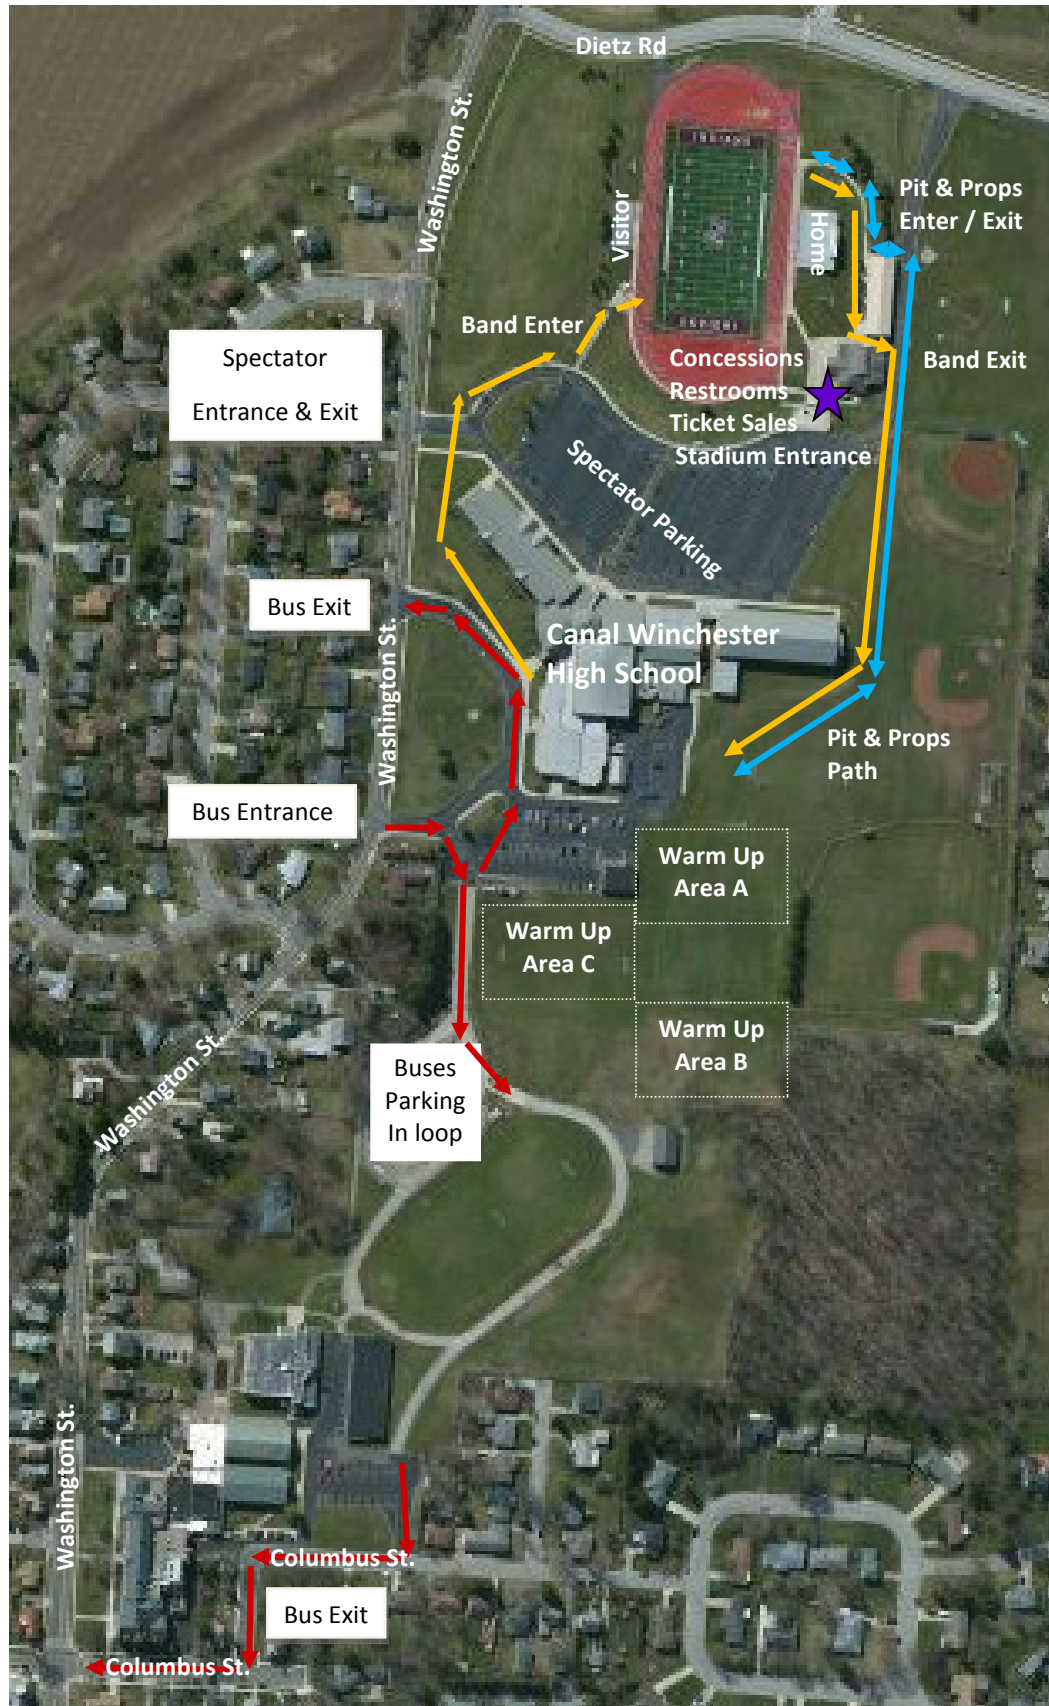 Dietz Rd
Washington St.
Visitor
Home
Pit & Props
Enter / Exit
Band Enter
Spectator
Entrance & Exit
Concessions
Restrooms
Ticket Sales
Stadium Entrance
Band Exit
Spectator Parking
Bus Exit
Canal Winchester
High School
Washington St.
Pit & Props
Path
Bus Entrance
Warm Up
Area A
Warm Up
Area C
Warm Up
Area B
Washington St.
Buses
Parking
In loop
Washington St.
Columbus St.
Bus Exit
Columbus St.